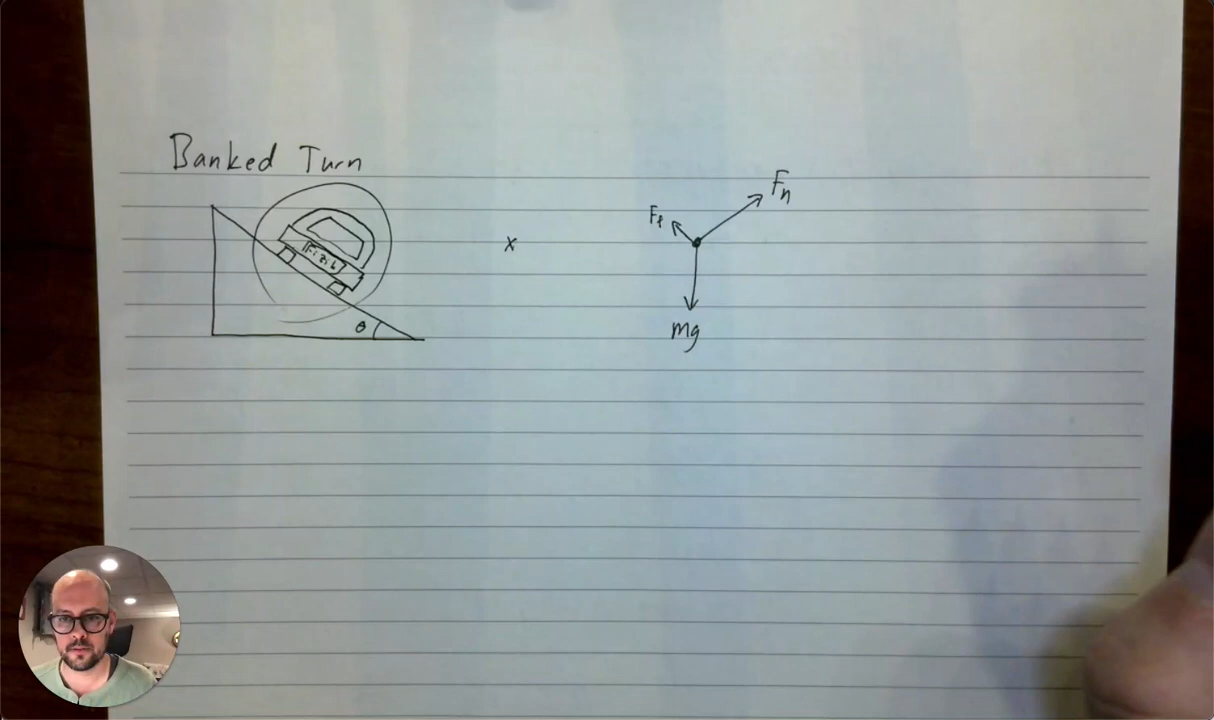 Banked Turn
Fn
Ff
x
θ
mg